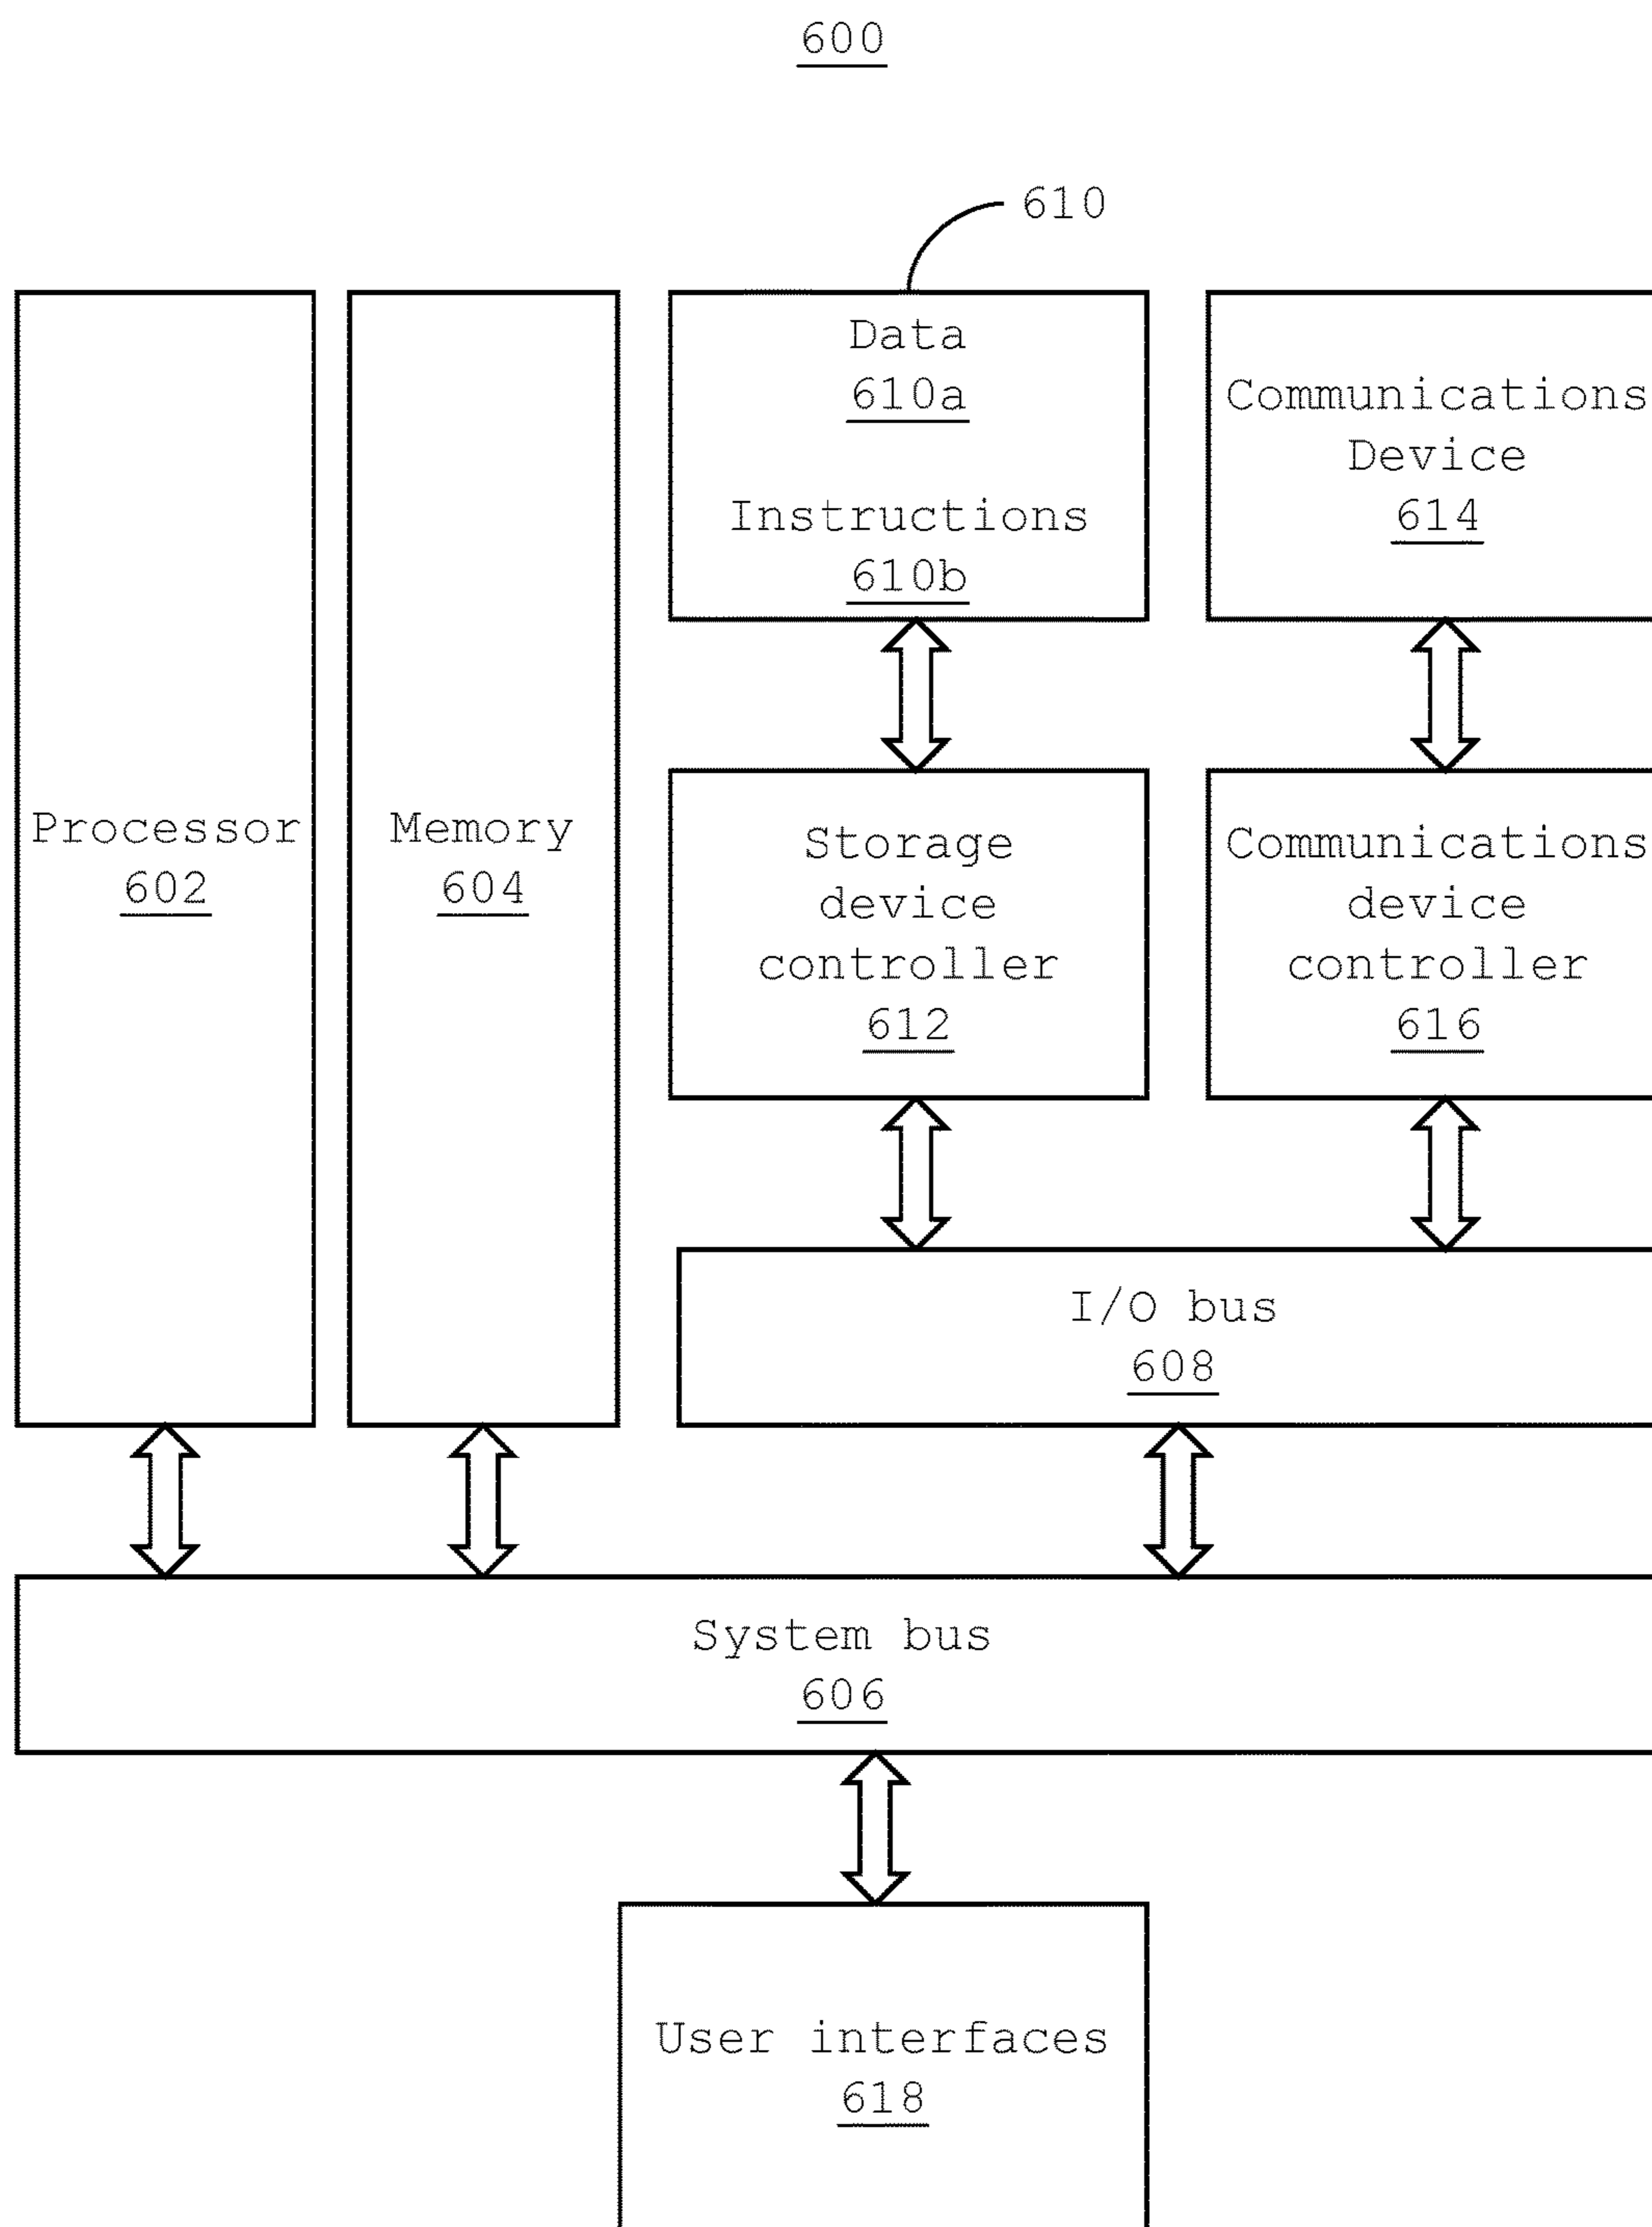 600
610
Data
610a
Instructions
610b
Communications
Device
614
Processor
602
Memory
604
Storage
device
controller
612
Communications
device
controller
616
I/O bus
608
System bus
606
User interfaces
618